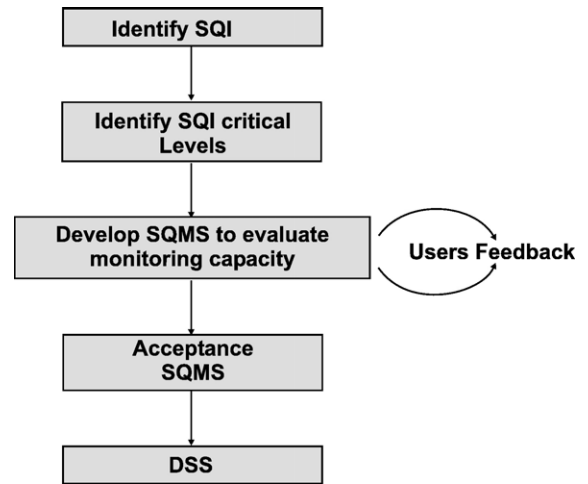 Identify SQI
Identify SQI critical
Levels
Develop SQMS to evaluate
monitoring capacity
Users Feedback
Acceptance
SQMS
DSS